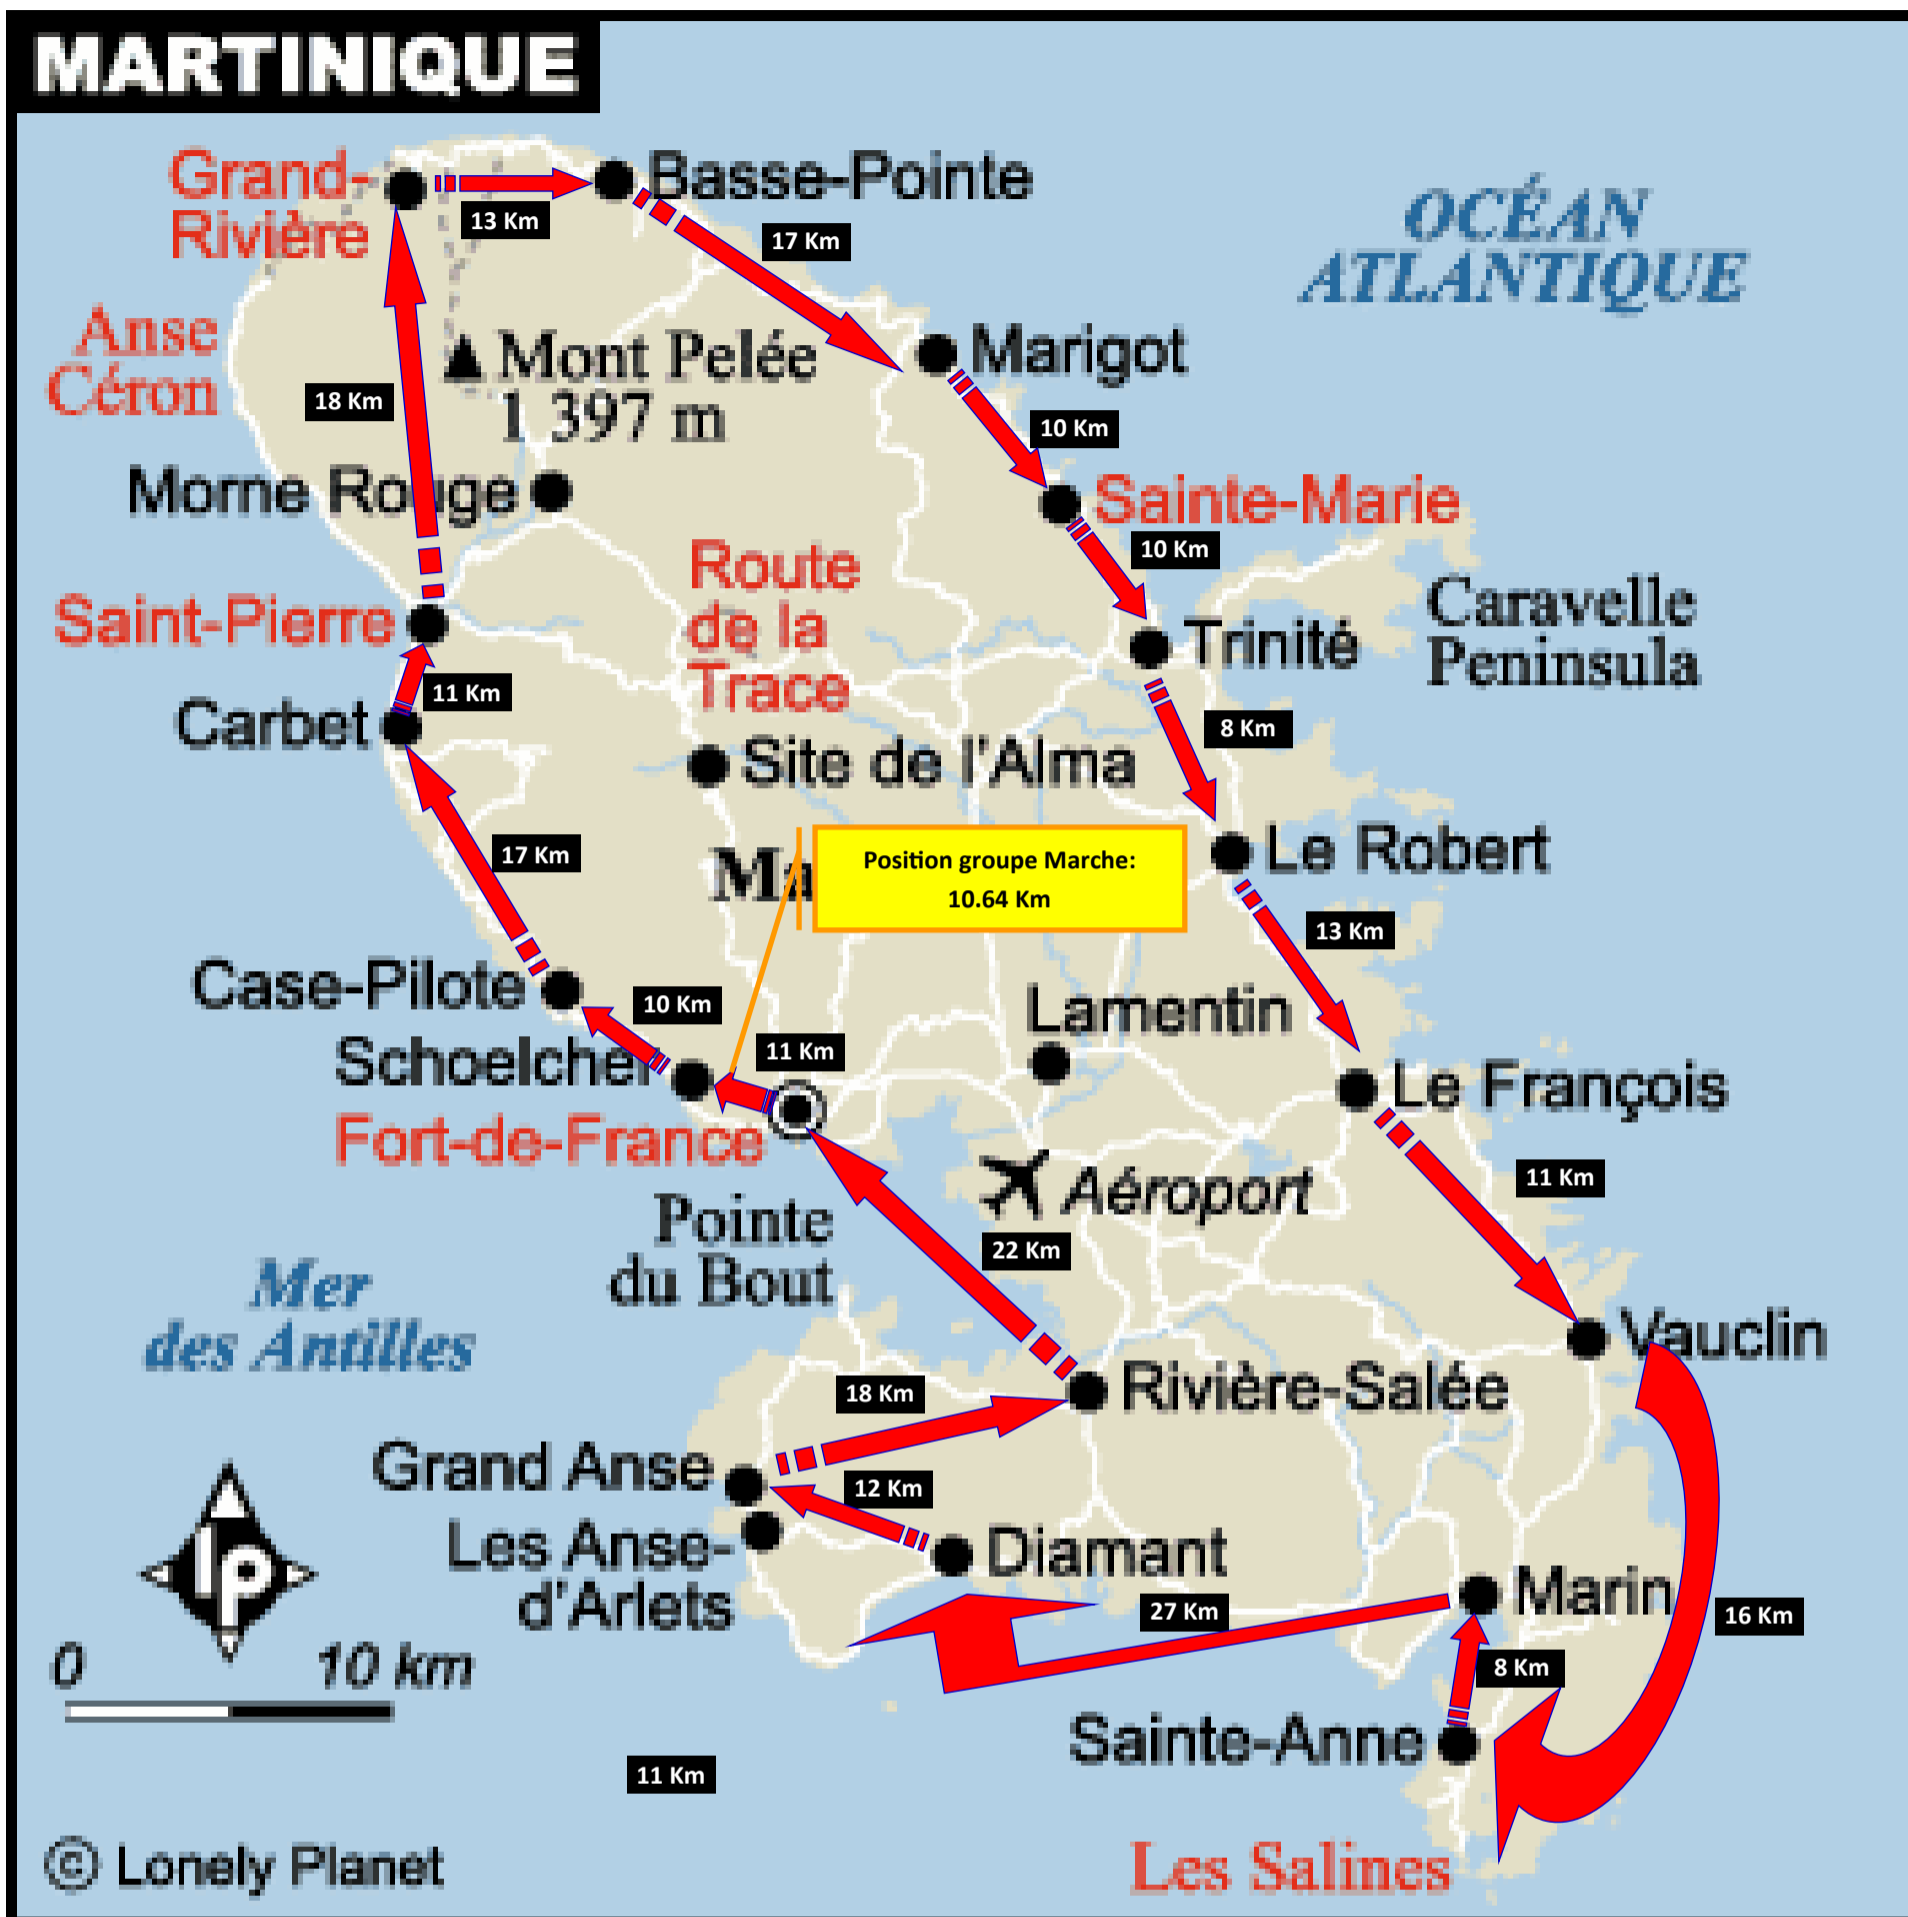 MARTINIQUE
Grand-
Rivière
13 Km
Basse-Pointe
17 Km
OCÉAN
ATLANTIQUE
Anse
Céron
18 Km
Mont Pelée
1 397 m
Marigot
10 Km
Morne Rouge
Sainte-Marie
10 Km
Route
de la
Trace
Caravelle
Peninsula
Saint-Pierre
Trinité
11 Km
Carbet
8 Km
Site de l'Alma
17 Km
Ma
Position groupe Marche:
10.64 Km
Le Robert
13 Km
Case-Pilote
10 Km
Lamentin
Schoelcher
11 Km
Le François
Fort-de-France
Aéroport
11 Km
Pointe
du Bout
22 Km
Mer
des Antilles
Vauclin
18 Km
Rivière-Salée
Grand Anse
12 Km
Les Anse-
d'Arlets
Diamant
27 Km
Marin
16 Km
8 Km
lp
0 10 km
Sainte-Anne
11 Km
Les Salines
© Lonely Planet